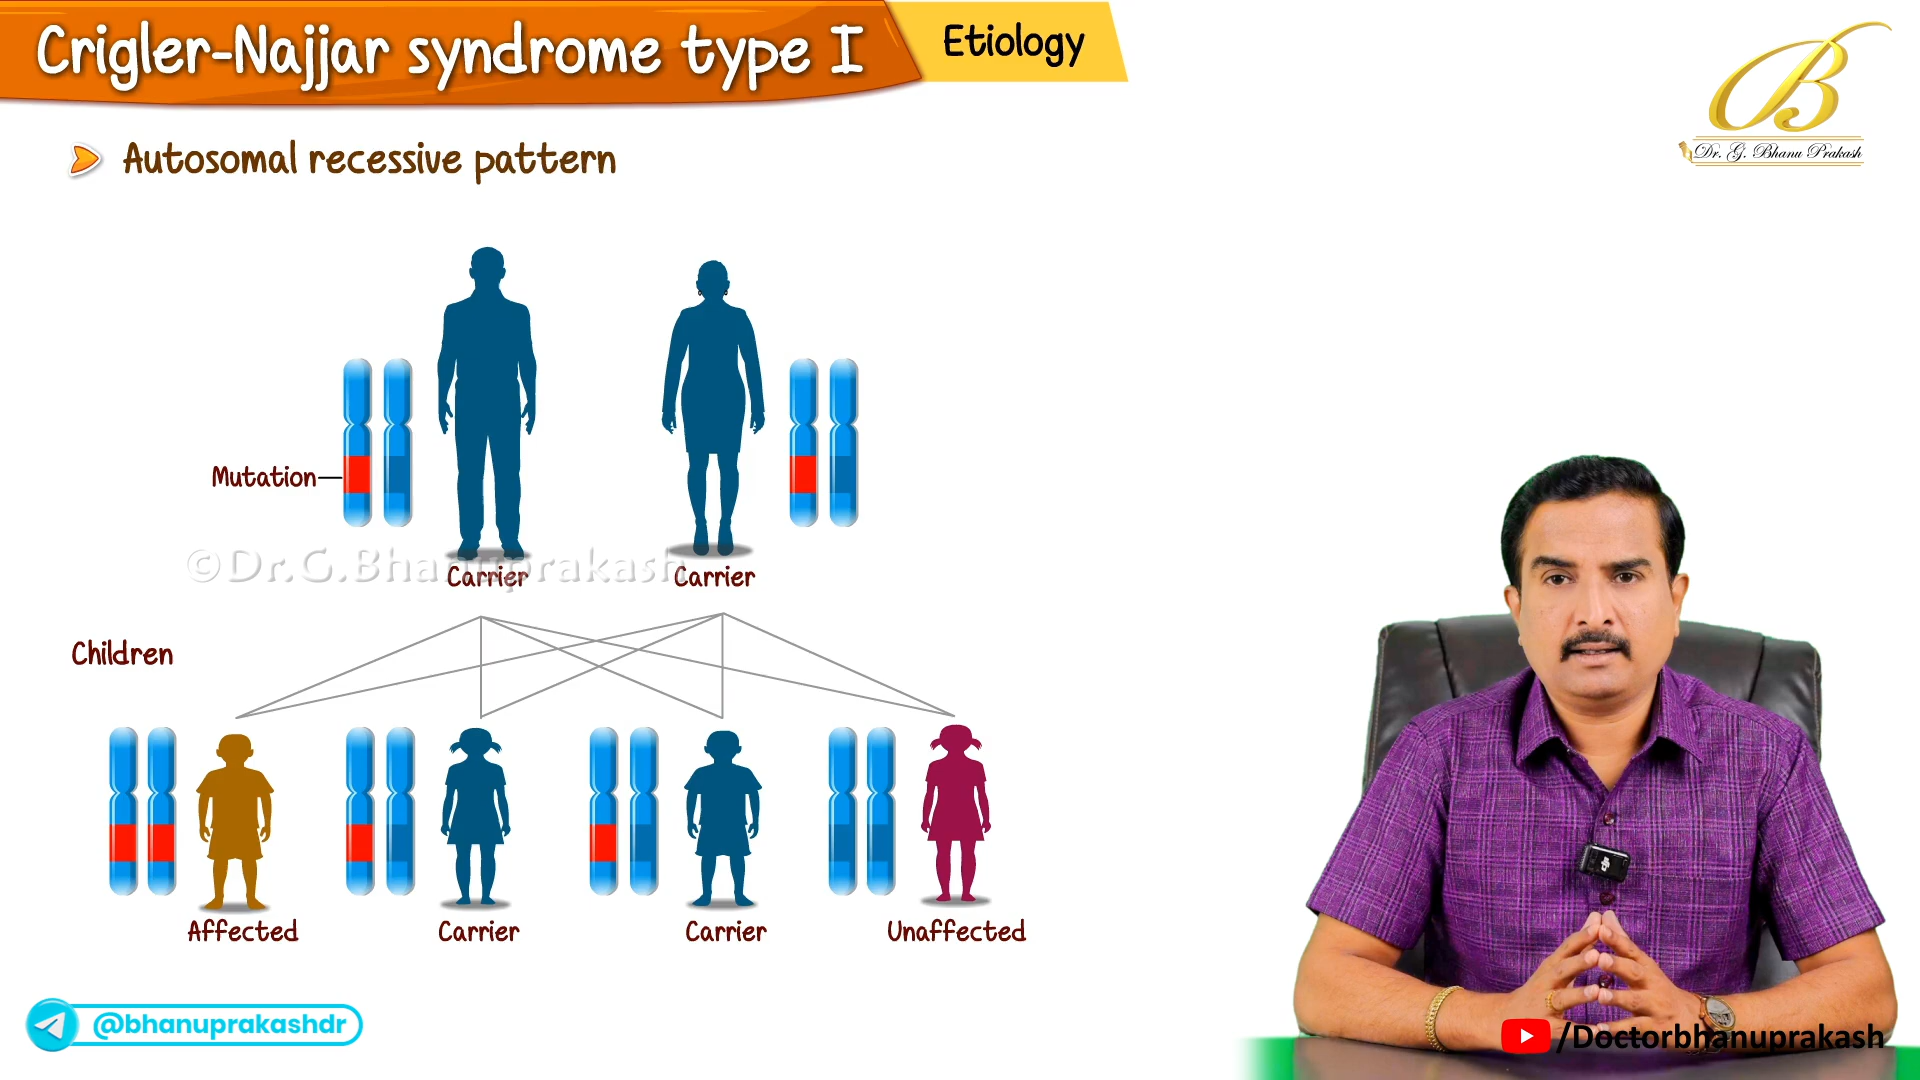 Crigler-Najjar syndrome type I
Etiology
Dr. G. Bhanu Prakash
Autosomal recessive pattern
Mutation
©Dr.G.Bhanuprakash
Carrier
Carrier
Children
Affected
Carrier
Carrier
Unaffected
@bhanuprakashdr
/Doctorbhanuprakash